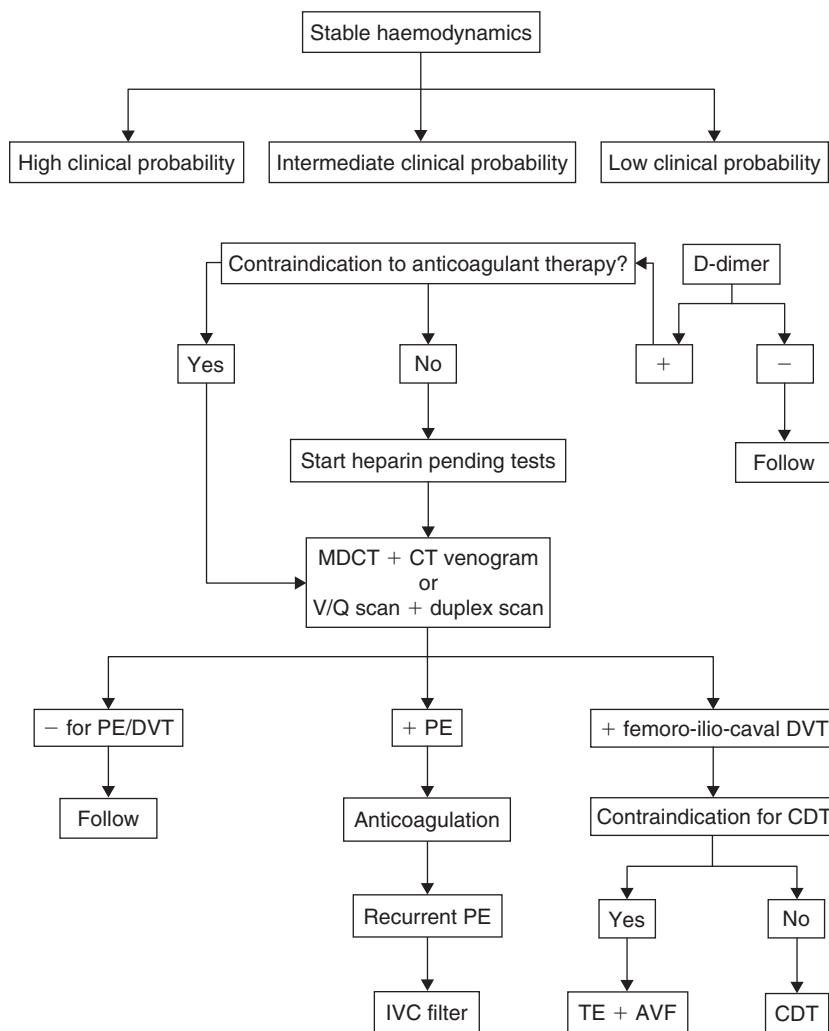 Stable haemodynamics
High clinical probability
Intermediate clinical probability
Low clinical probability
Contraindication to anticoagulant therapy?
D-dimer
Yes
No
+
−
Start heparin pending tests
Follow
MDCT + CT venogram
or
V/Q scan + duplex scan
− for PE/DVT
+ PE
+ femoro-ilio-caval DVT
Follow
Anticoagulation
Contraindication for CDT
Recurrent PE
Yes
No
IVC filter
TE + AVF
CDT